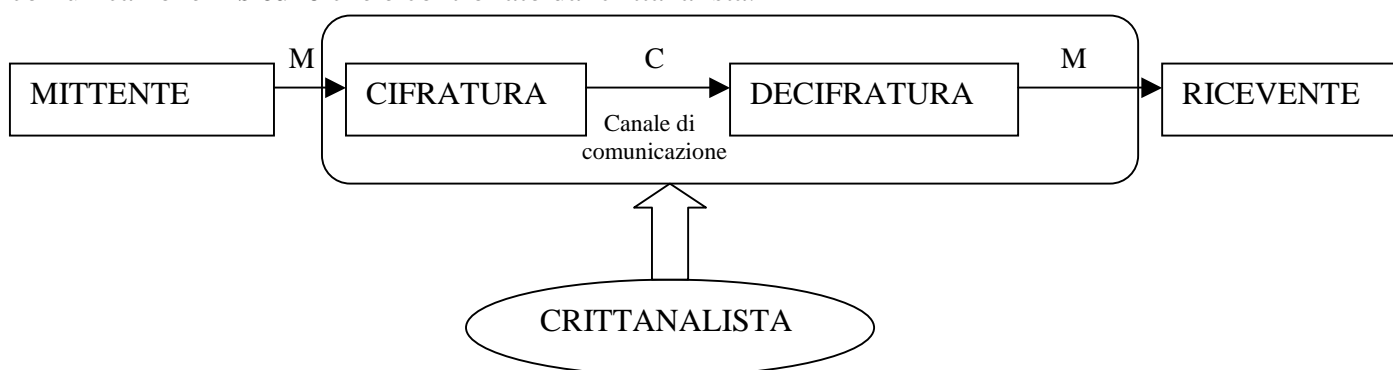 M C M
MITTENTE CIFRATURA DECIFRATURA RICEVENTE
Canale di
comunicazione
CRITTANALISTA